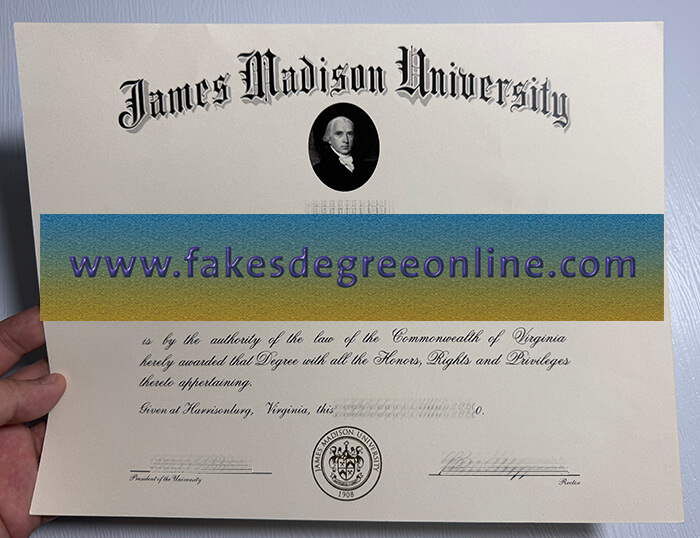 James Madison University
www.fakesdegreeonline.com
is by the authority of the law of the Commonwealth of Virginia
hereby awarded that Degree with all the Honors, Rights and Privileges
thereto appertaining.
Given at Harrisonburg, Virginia, this 0.
JAMES MADISON UNIVERSITY
1908
President of the University
Rector